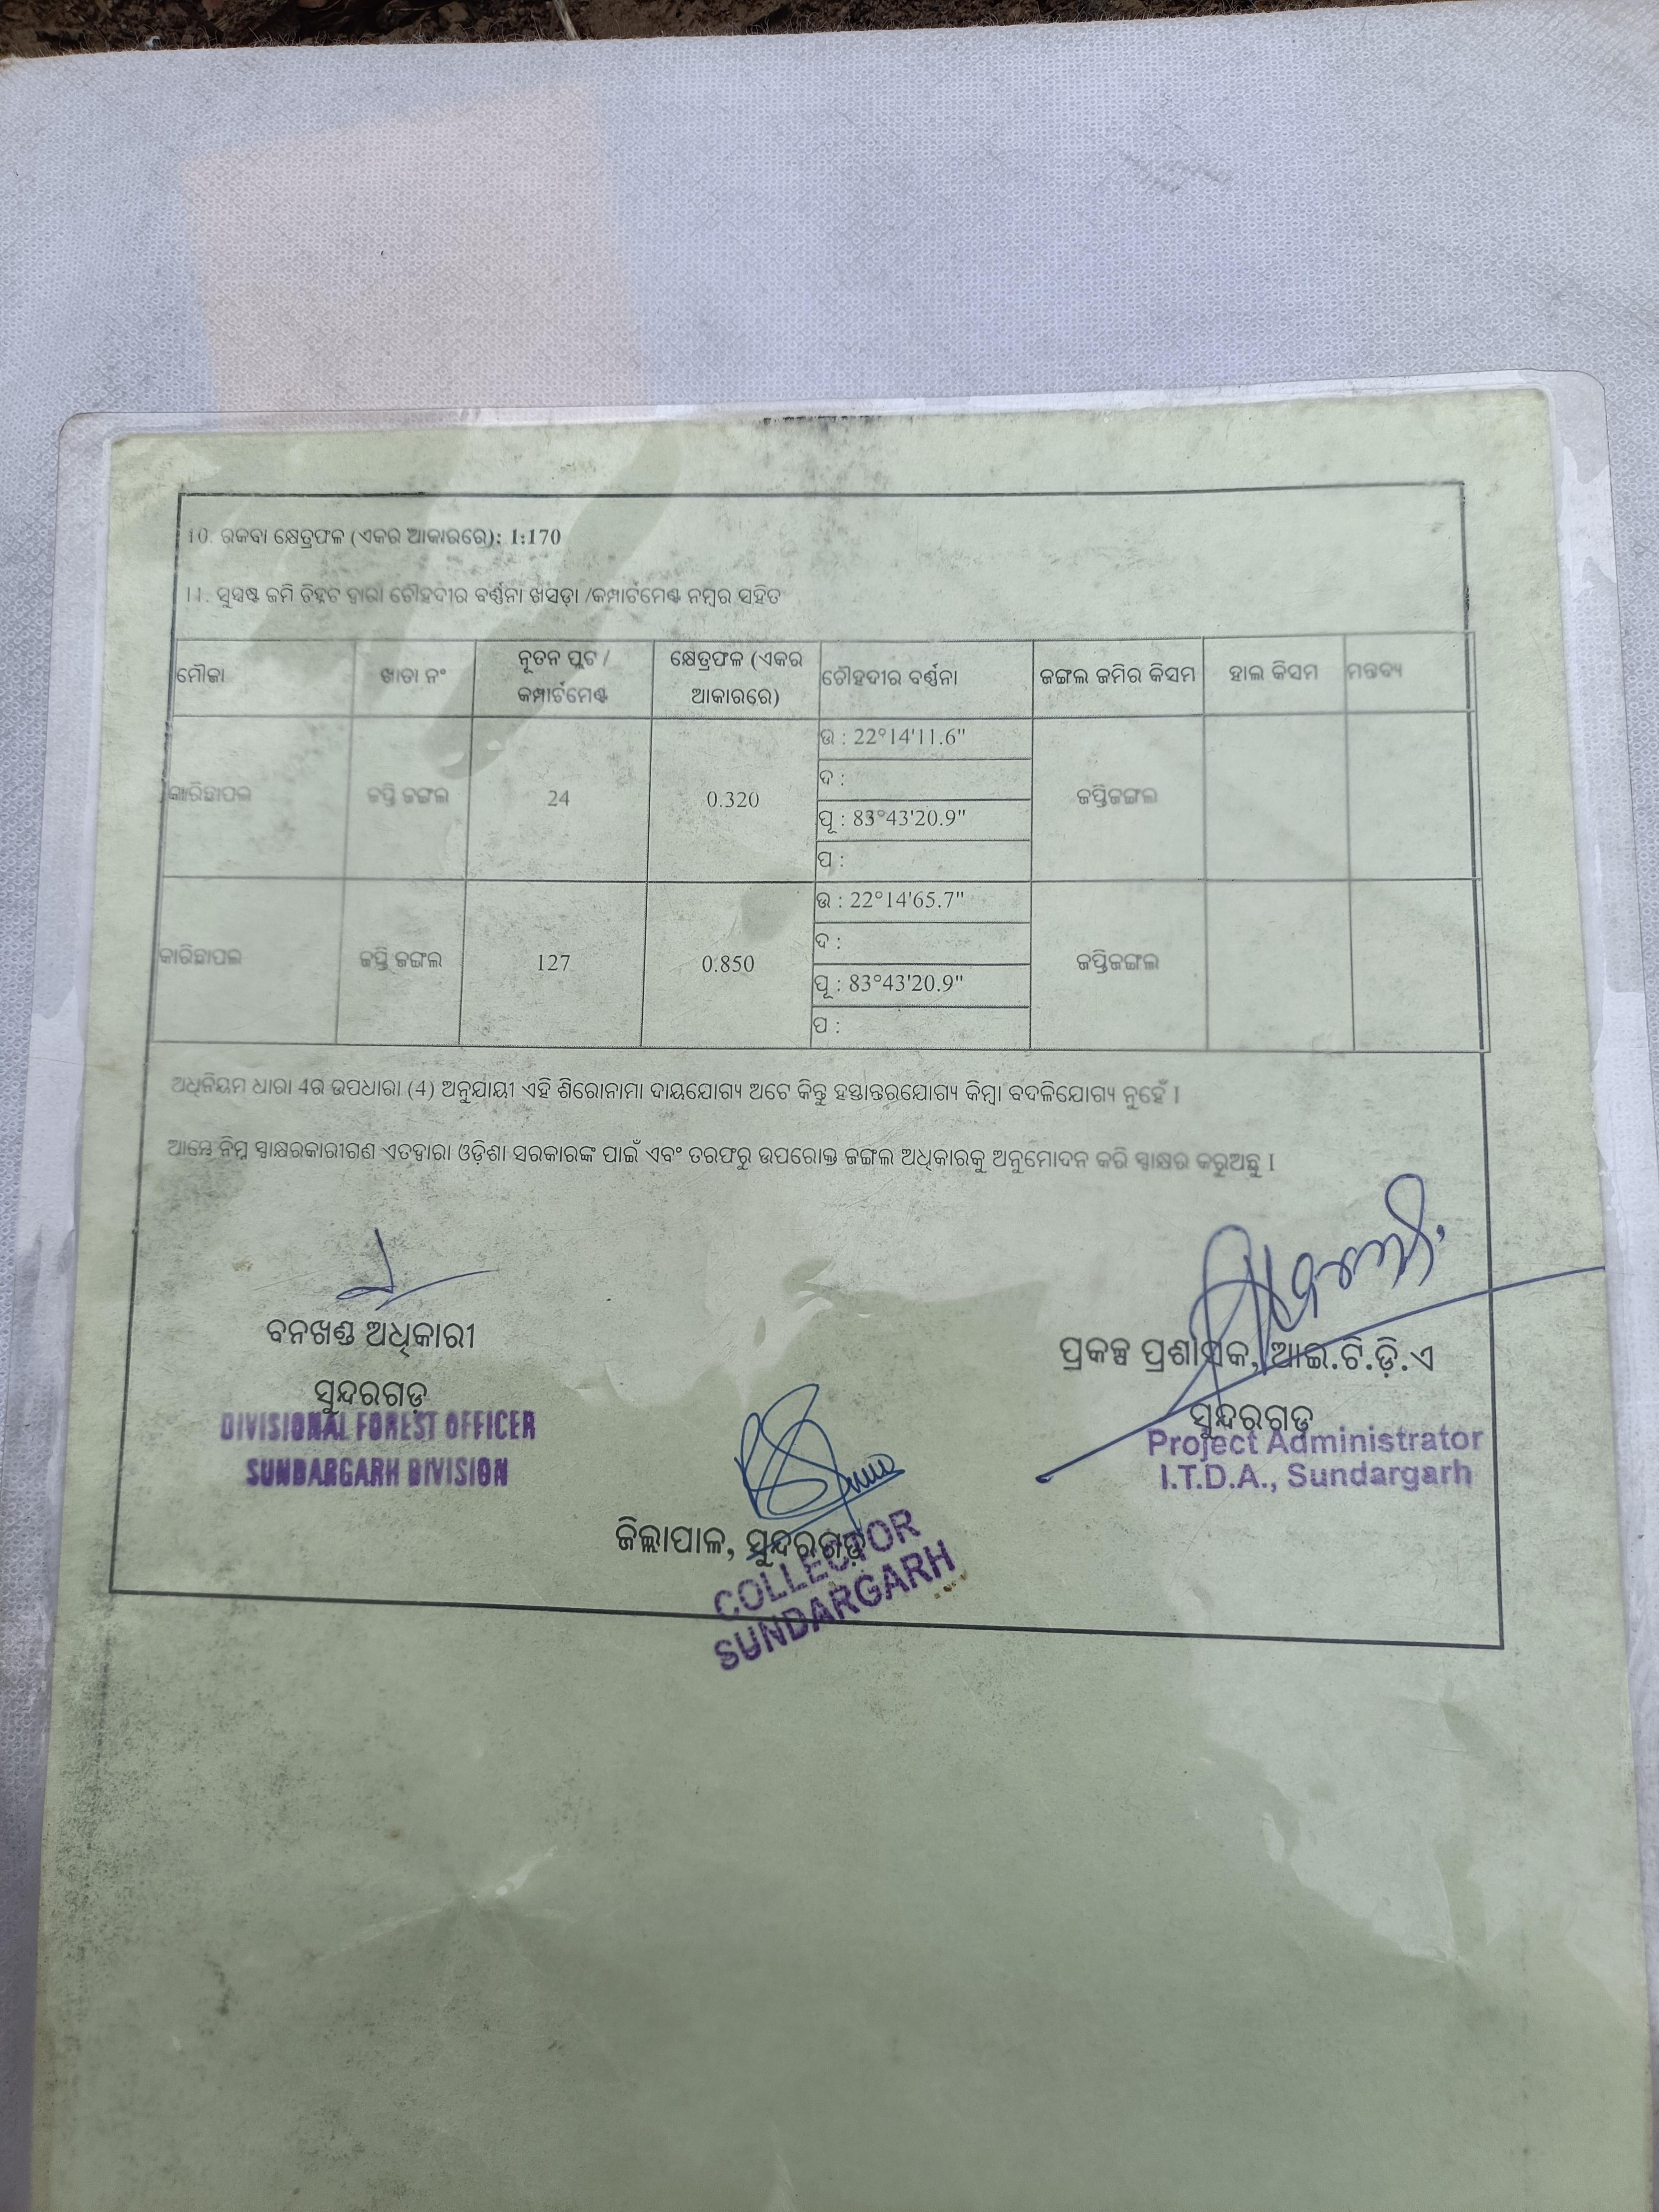 10. ରକବା କ୍ଷେତ୍ରଫଳ (ଏକର ଆକାରରେ): 1:170
11. ସୁସ୍ପଷ୍ଟ ଜମି ଚିହ୍ନଟ ଦ୍ବାରା ଚୌହଦୀର ବର୍ଣ୍ଣନା ଖସଡ଼ା /କମ୍ପାର୍ଟମେଣ୍ଟ ନମ୍ବର ସହିତ
ମୌଜା ଖାତା ନଂ ନୂତନ ପ୍ଲଟ / କମ୍ପାର୍ଟମେଣ୍ଟ କ୍ଷେତ୍ରଫଳ (ଏକର ଆକାରରେ) ଚୌହଦୀର ବର୍ଣ୍ଣନା ଜଙ୍ଗଲ ଜମିର କିସମ ହାଲ କିସମ ମନ୍ତବ୍ୟ
କାରିଛାପଲ ଜପ୍ତି ଜଙ୍ଗଲ 24 0.320 ଉ : 22°14'11.6" ଜପ୍ତିଜଙ୍ଗଲ
ଦ :
ପୂ : 83°43'20.9"
ପ :
କାରିଛାପଲ ଜପ୍ତି ଜଙ୍ଗଲ 127 0.850 ଉ : 22°14'65.7" ଜପ୍ତିଜଙ୍ଗଲ
ଦ :
ପୂ : 83°43'20.9"
ପ :
ଅଧିନିୟମ ଧାରା 4ର ଉପଧାରା (4) ଅନୁଯାୟୀ ଏହି ଶିରୋନାମା ଦାୟଯୋଗ୍ୟ ଅଟେ କିନ୍ତୁ ହସ୍ତାନ୍ତରଯୋଗ୍ୟ କିମ୍ବା ବଦଳିଯୋଗ୍ୟ ନୁହେଁ ।
ଆମ୍ଭେ ନିମ୍ନ ସ୍ୱାକ୍ଷରକାରୀଗଣ ଏତଦ୍ୱାରା ଓଡ଼ିଶା ସରକାରଙ୍କ ପାଇଁ ଏବଂ ତରଫରୁ ଉପରୋକ୍ତ ଜଙ୍ଗଲ ଅଧିକାରକୁ ଅନୁମୋଦନ କରି ସ୍ୱାକ୍ଷର କରୁଅଛୁ ।
ବନଖଣ୍ଡ ଅଧିକାରୀ
ସୁନ୍ଦରଗଡ଼
DIVISIONAL FOREST OFFICER
SUNDARGARH DIVISION
ପ୍ରକଳ୍ପ ପ୍ରଶାସକ, ଆଇ.ଟି.ଡ଼ି.ଏ
ସୁନ୍ଦରଗଡ଼
Project Administrator
I.T.D.A., Sundargarh
ଜିଲ୍ଲାପାଳ, ସୁନ୍ଦରଗଡ଼
COLLECTOR
SUNDARGARH